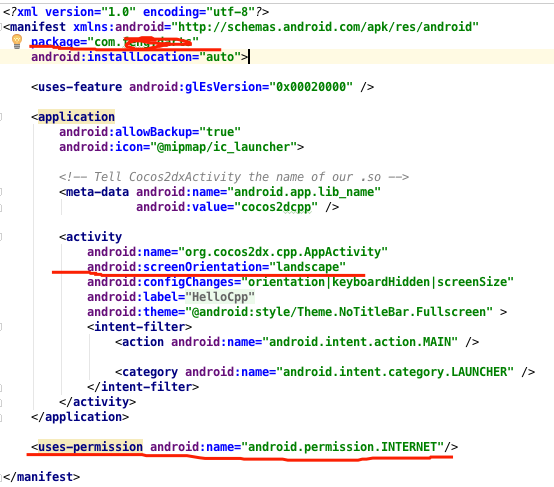 <?xml version="1.0" encoding="utf-8"?>
<manifest xmlns:android="http://schemas.android.com/apk/res/android"
package="com.
android:installLocation="auto">
<uses-feature android:glEsVersion="0x00020000" />
<application
android:allowBackup="true"
android:icon="@mipmap/ic_launcher">
<!-- Tell Cocos2dxActivity the name of our .so -->
<meta-data android:name="android.app.lib_name"
android:value="cocos2dcpp" />
<activity
android:name="org.cocos2dx.cpp.AppActivity"
android:screenOrientation="landscape"
android:configChanges="orientation|keyboardHidden|screenSize"
android:label="HelloCpp"
android:theme="@android:style/Theme.NoTitleBar.Fullscreen" >
<intent-filter>
<action android:name="android.intent.action.MAIN" />
<category android:name="android.intent.category.LAUNCHER" />
</intent-filter>
</activity>
</application>
<uses-permission android:name="android.permission.INTERNET"/>
</manifest>